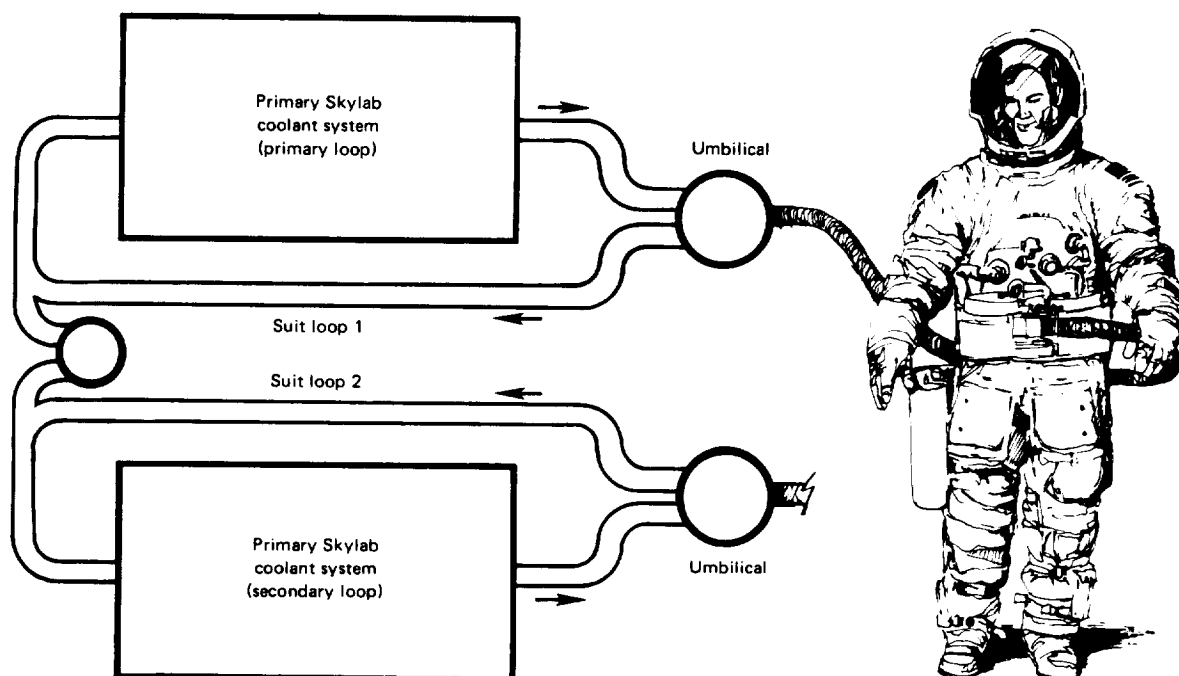 Primary Skylab
coolant system
(primary loop)
Umbilical
Suit loop 1
Suit loop 2
Primary Skylab
coolant system
(secondary loop)
Umbilical